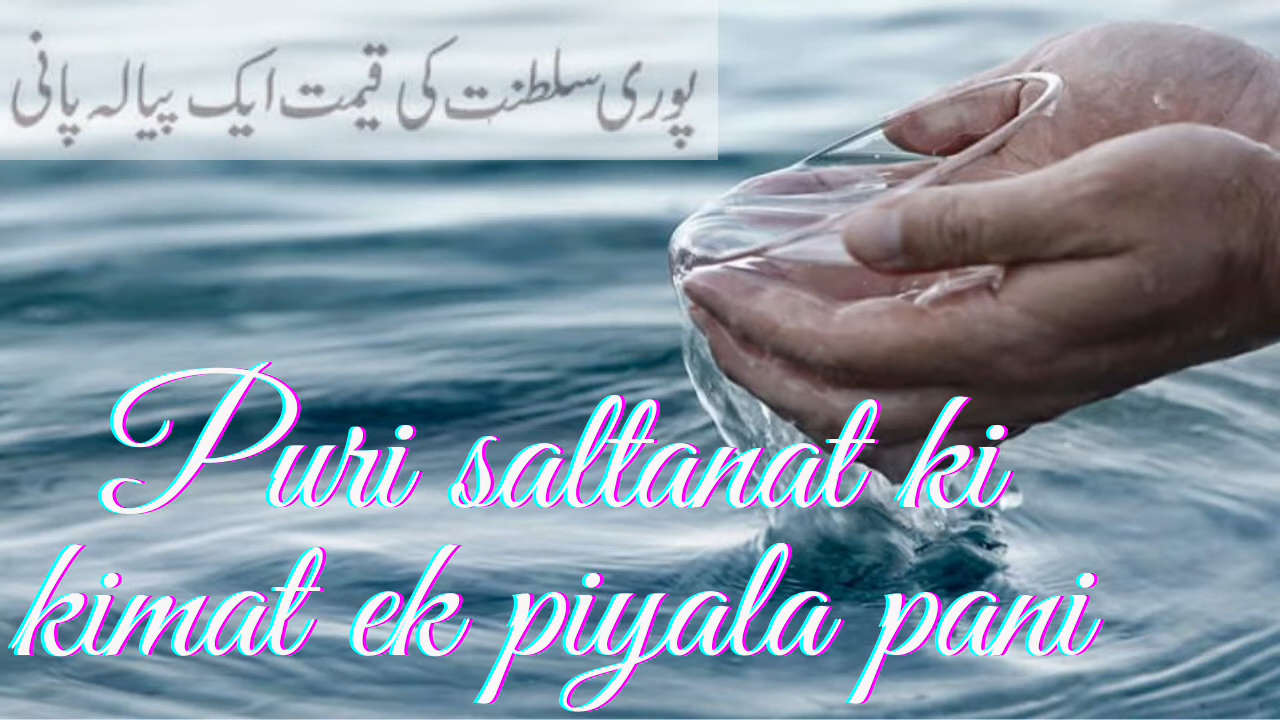 پوری سلطنت کی قیمت ایک پیالہ پانی
Puri saltanat ki
kimat ek piyala pani